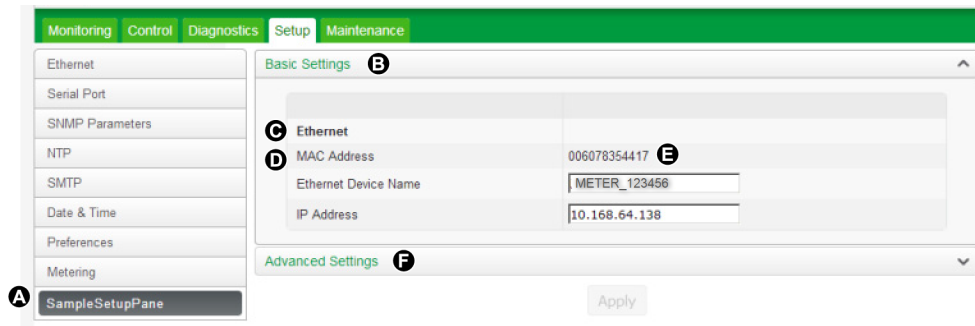 Monitoring Control Diagnostics Setup Maintenance
Ethernet
Serial Port
SNMP Parameters
NTP
SMTP
Date & Time
Preferences
Metering
A SampleSetupPane
Basic Settings B
C Ethernet
D MAC Address 006078354417 E
Ethernet Device Name METER_123456
IP Address 10.168.64.138
Advanced Settings F
Apply